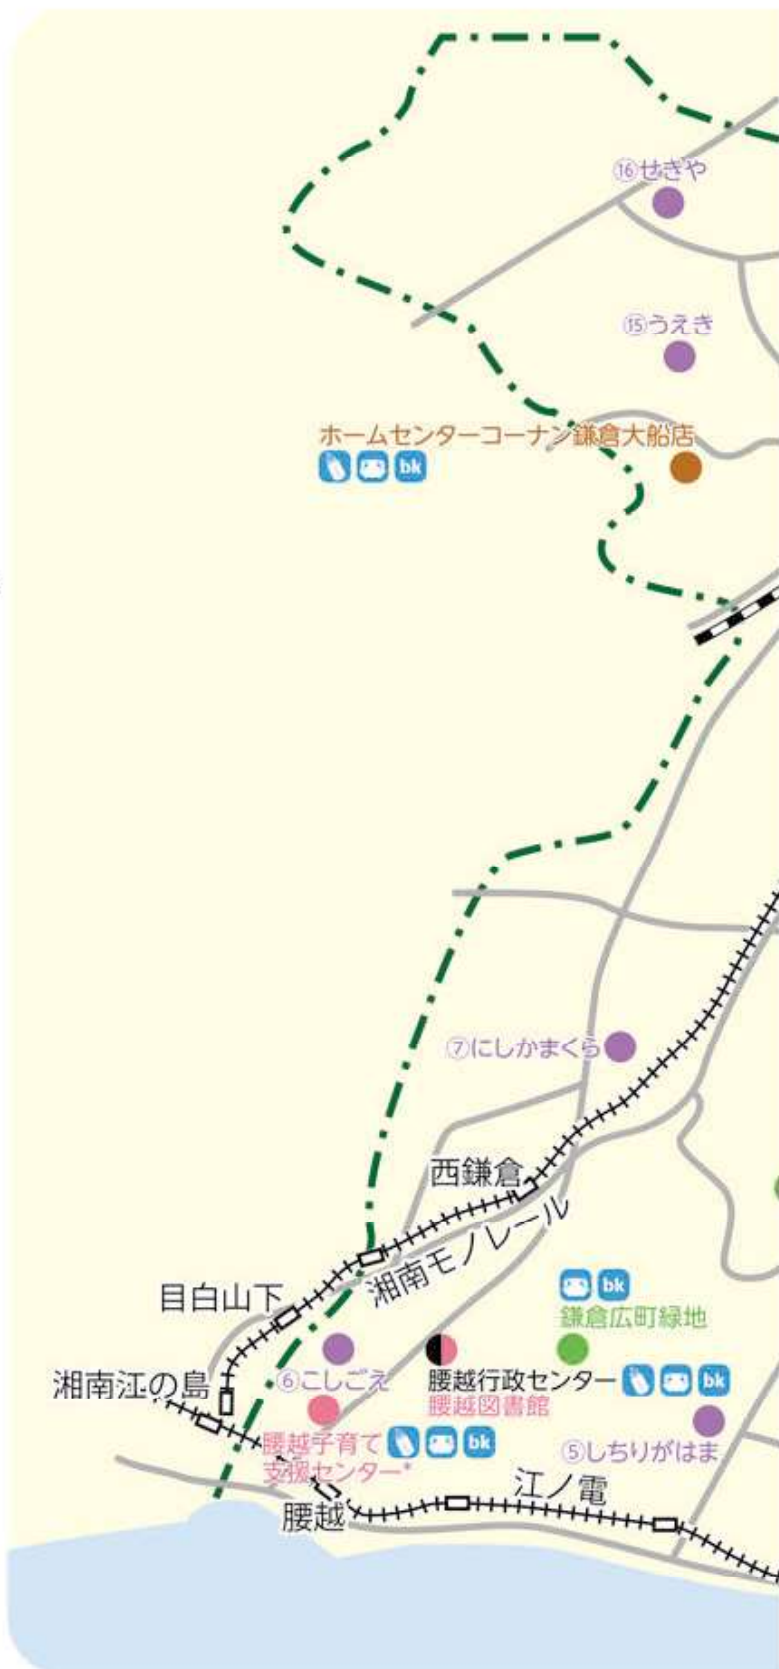 ⑯せきや
⑮うえき
ホームセンターコーナン鎌倉大船店
bk
⑦にしかまくら
西鎌倉
湘南モノレール
目白山下
bk
鎌倉広町緑地
湘南江の島
⑥こしごえ
腰越行政センター
bk
腰越図書館
腰越子育て
支援センター*
bk
⑤しちりがはま
江ノ電
腰越